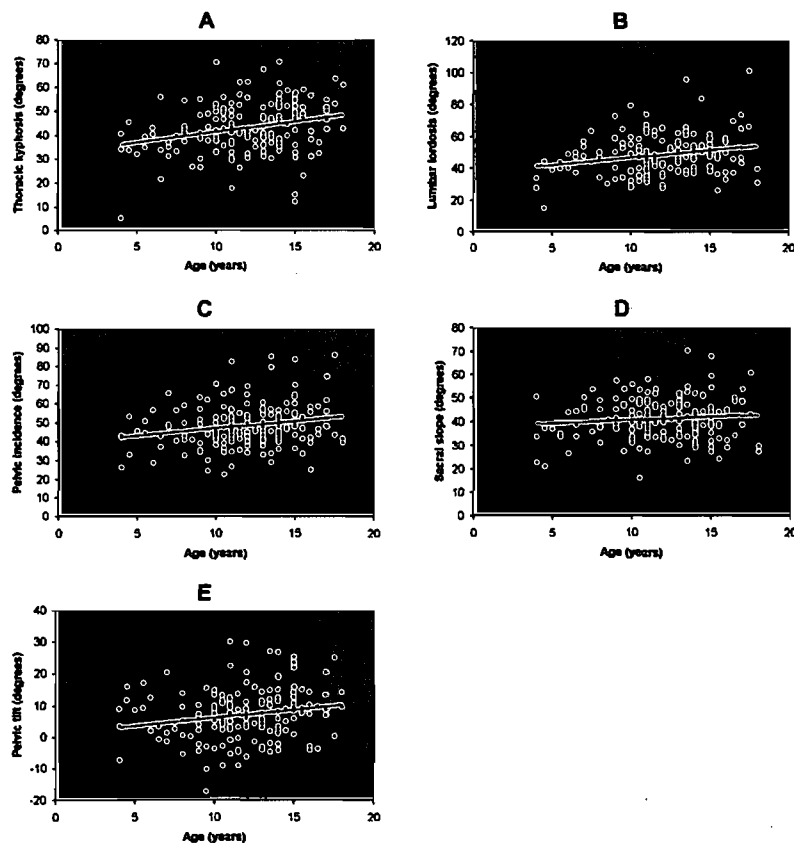 A
Thoracic kyphosis (degrees)
80
70
60
50
40
30
20
10
0
0 5 10 15 20
Age (years)
B
Lumbar lordosis (degrees)
120
100
80
60
40
20
0
0 5 10 15 20
Age (years)
C
Pelvic incidence (degrees)
100
90
80
70
60
50
40
30
20
10
0
0 5 10 15 20
Age (years)
D
Sacral slope (degrees)
80
70
60
50
40
30
20
10
0
0 5 10 15 20
Age (years)
E
Pelvic tilt (degrees)
40
30
20
10
0
-10
-20
0 5 10 15 20
Age (years)